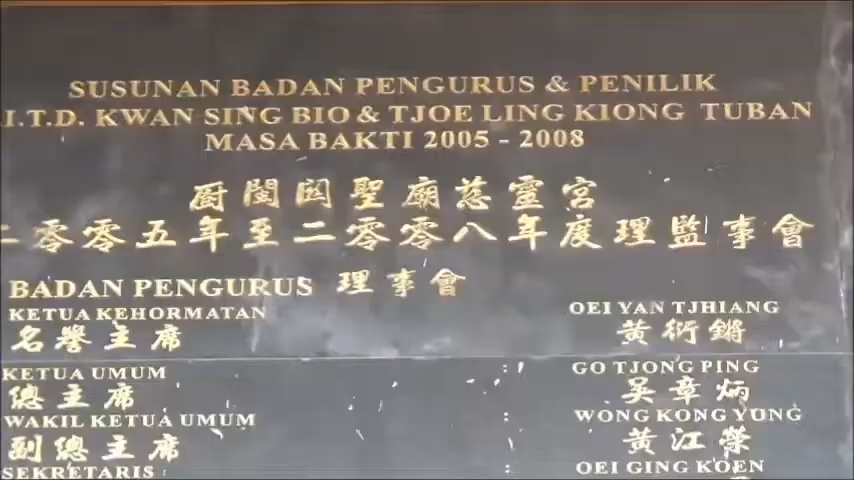 SUSUNAN BADAN PENGURUS & PENILIK
.I.T.D. KWAN SING BIO & TJOE LING KIONG TUBAN
MASA BAKTI 2005 - 2008
厨閩関聖廟慈靈宮
二零零五年至二零零八年度理監事會
BADAN PENGURUS 理事會
KETUA KEHORMATAN OEI YAN TJHIANG
名譽主席 黃衍鏘
KETUA UMUM : GO TJONG PING
總主席 吳章炳
WAKIL KETUA UMUM : WONG KONG YUNG
副總主席 黃江榮
SEKRETARIS : OEI GING KOEN